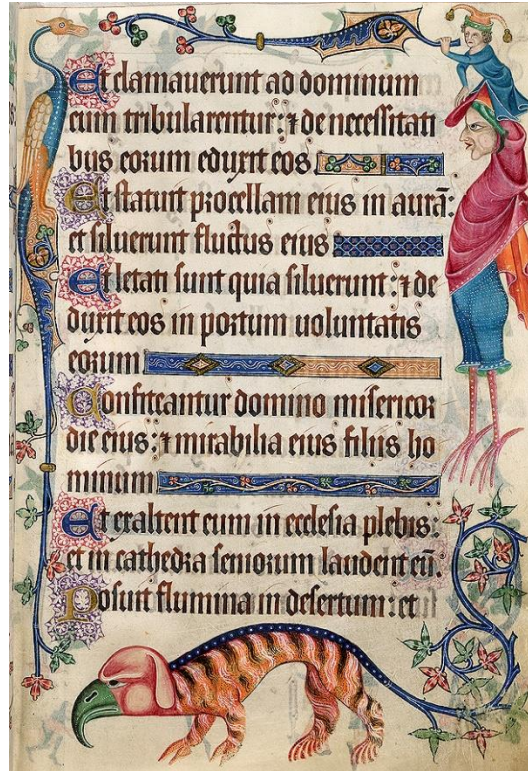 Et clamauerunt ad dominum
cum tribularentur: ⁊ de necessitati
bus eorum eduxit eos
Et statuit procellam eius in aurā:
et siluerunt fluctus eius
Et letati sunt quia siluerunt: ⁊ de
duxit eos in portum uoluntatis
eorum
Confiteantur domino misericor
die eius: ⁊ mirabilia eius filiis ho
minum
Et exaltent eum in ecclesia plebis:
et in cathedra seniorum laudent eū.
Posuit flumina in desertum: et